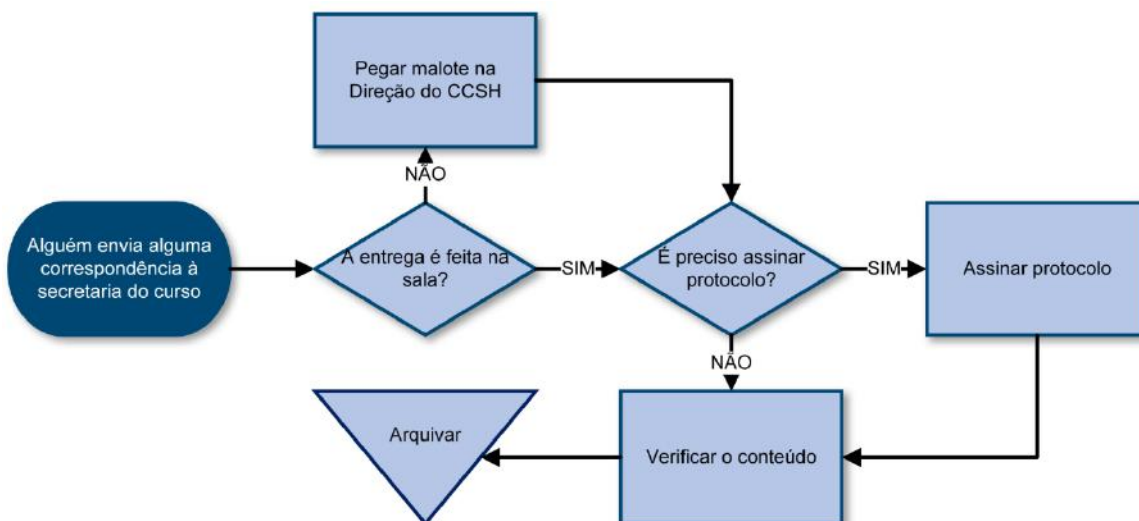 Pegar malote na
Direção do CCSH
NÃO
Alguém envia alguma
correspondência à
secretaria do curso
A entrega é feita na
sala?
SIM
É preciso assinar
protocolo?
SIM
Assinar protocolo
NÃO
Arquivar
Verificar o conteúdo